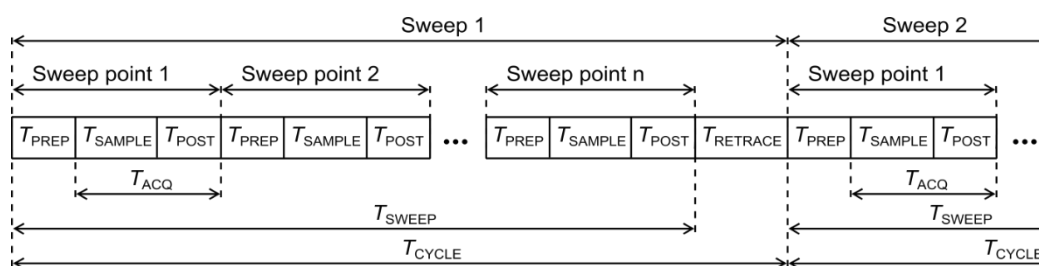 Sweep 1 Sweep 2
Sweep point 1 Sweep point 2 Sweep point n Sweep point 1
TPREP TSAMPLE TPOST TPREP TSAMPLE TPOST ••• TPREP TSAMPLE TPOST TRETRACE TPREP TSAMPLE TPOST •••
TACQ TACQ
TSWEEP TSWEEP
TCYCLE TCYCLE